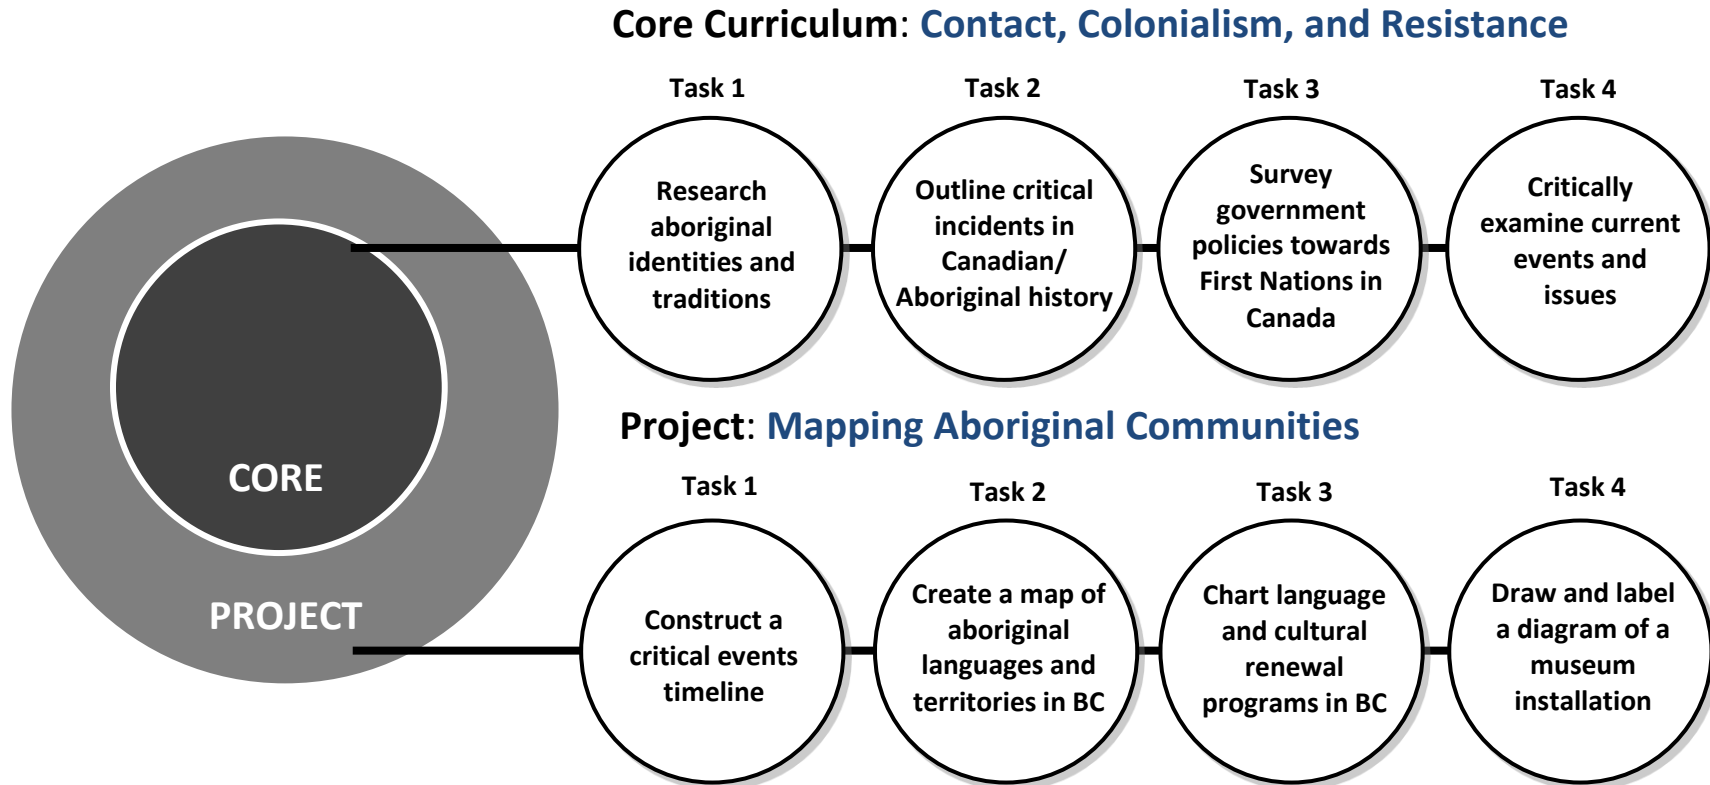 Core Curriculum: Contact, Colonialism, and Resistance
Task 1
Task 2
Task 3
Task 4
Research
aboriginal
identities and
traditions
Outline critical
incidents in
Canadian/
Aboriginal history
Survey
government
policies towards
First Nations in
Canada
Critically
examine current
events and
issues
CORE
PROJECT
Project: Mapping Aboriginal Communities
Task 1
Task 2
Task 3
Task 4
Construct a
critical events
timeline
Create a map of
aboriginal
languages and
territories in BC
Chart language
and cultural
renewal
programs in BC
Draw and label
a diagram of a
museum
installation